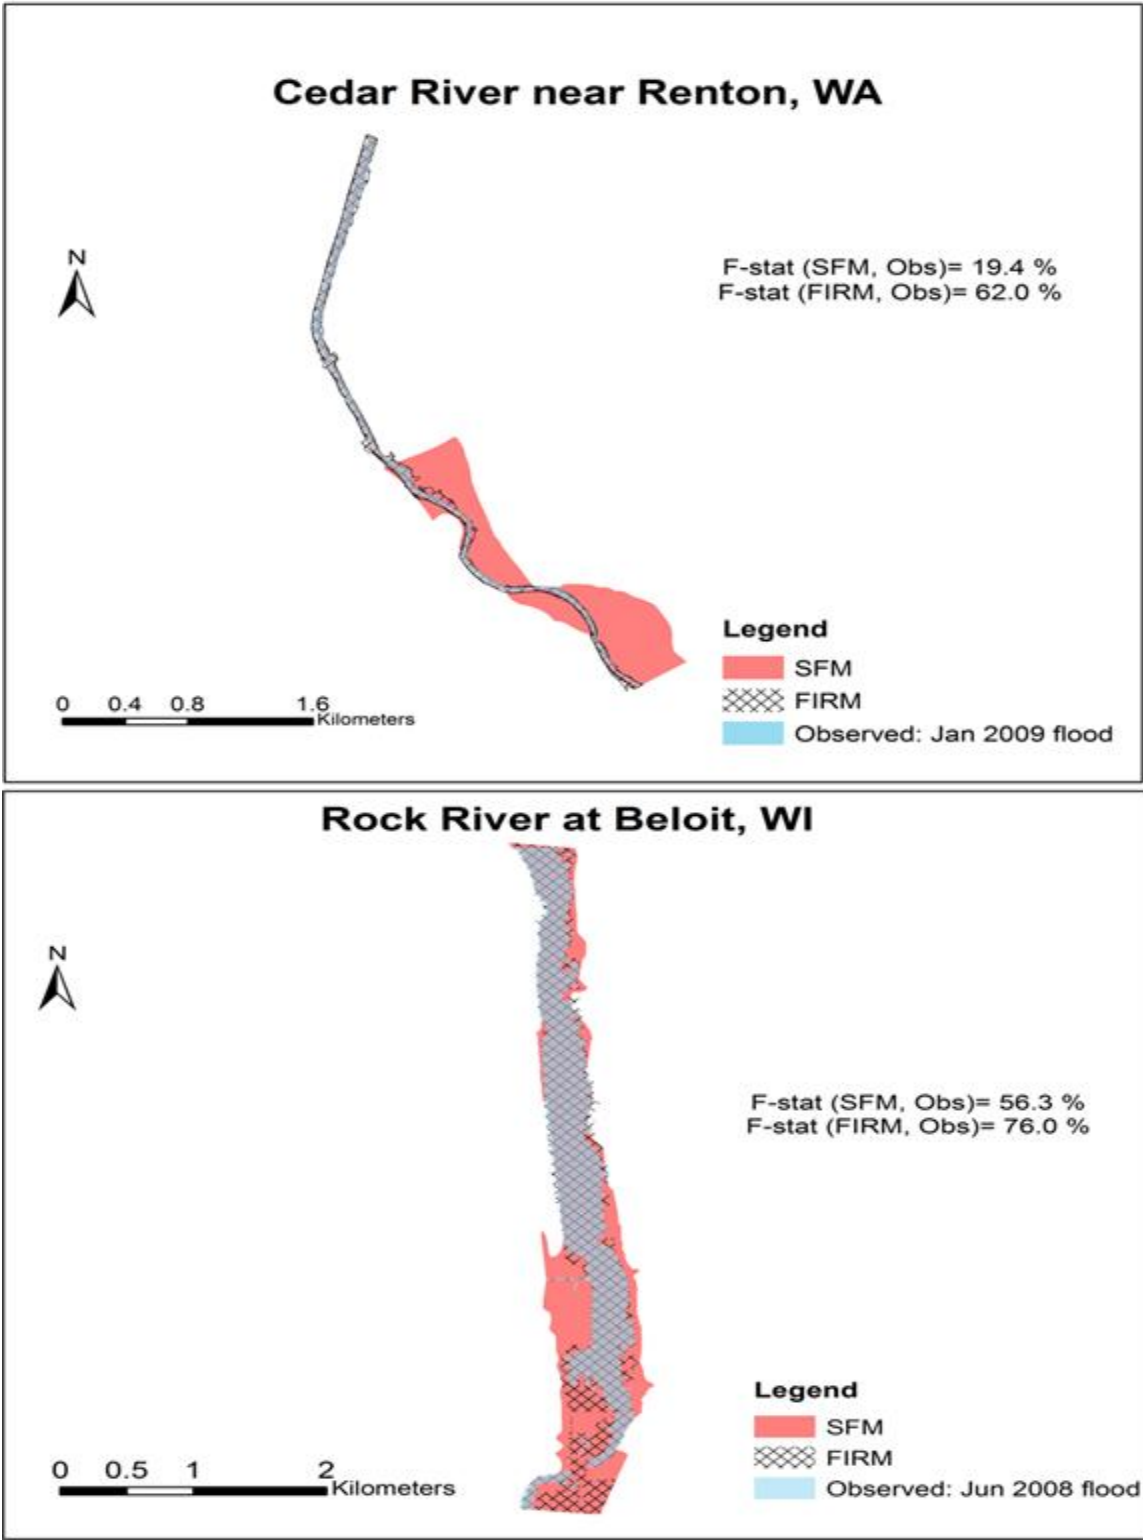 Cedar River near Renton, WA
N
F-stat (SFM, Obs)= 19.4 %
F-stat (FIRM, Obs)= 62.0 %
Legend
SFM
FIRM
Observed: Jan 2009 flood
0 0.4 0.8 1.6
Kilometers
Rock River at Beloit, WI
N
F-stat (SFM, Obs)= 56.3 %
F-stat (FIRM, Obs)= 76.0 %
Legend
SFM
FIRM
Observed: Jun 2008 flood
0 0.5 1 2
Kilometers